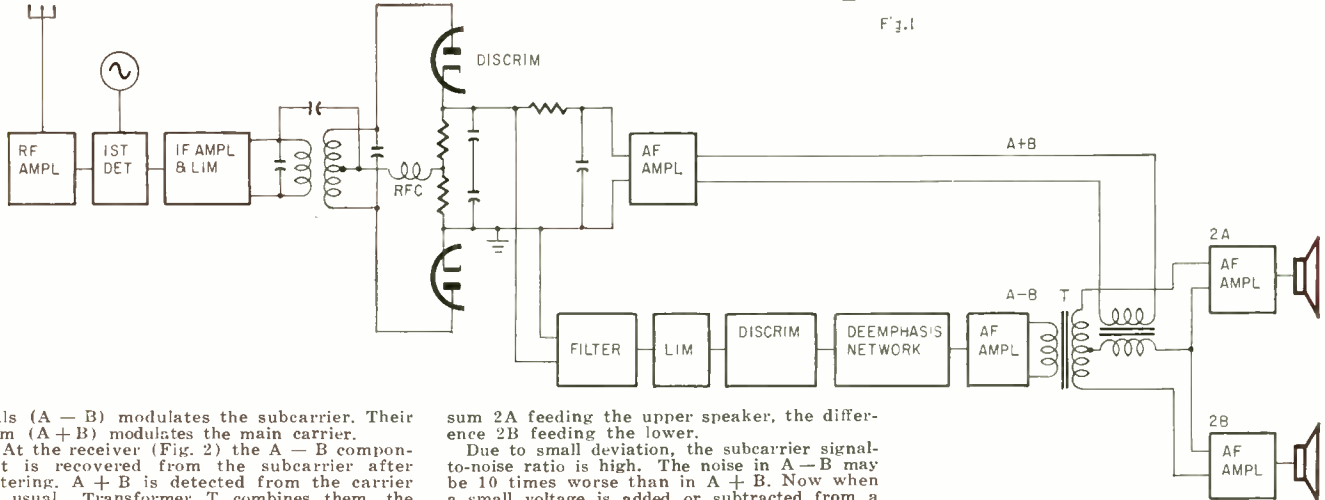 Fig.1
DISCRIM
RF
AMPL
1ST
DET
IF AMPL
& LIM
RFC
AF
AMPL
A+B
2A
AF
AMPL
A-B T
FILTER
LIM
DISCRIM
DEEMPHASIS
NETWORK
AF
AMPL
2B
AF
AMPL
ls (A — B) modulates the subcarrier. Their
m (A + B) modulates the main carrier.
At the receiver (Fig. 2) the A — B compon-
t is recovered from the subcarrier after
tering. A + B is detected from the carrier
usual. Transformer T combines them, the
sum 2A feeding the upper speaker, the differ-
ence 2B feeding the lower.
Due to small deviation, the subcarrier signal-
to-noise ratio is high. The noise in A — B may
be 10 times worse than in A + B. Now when
a small voltage is added or subtracted from a